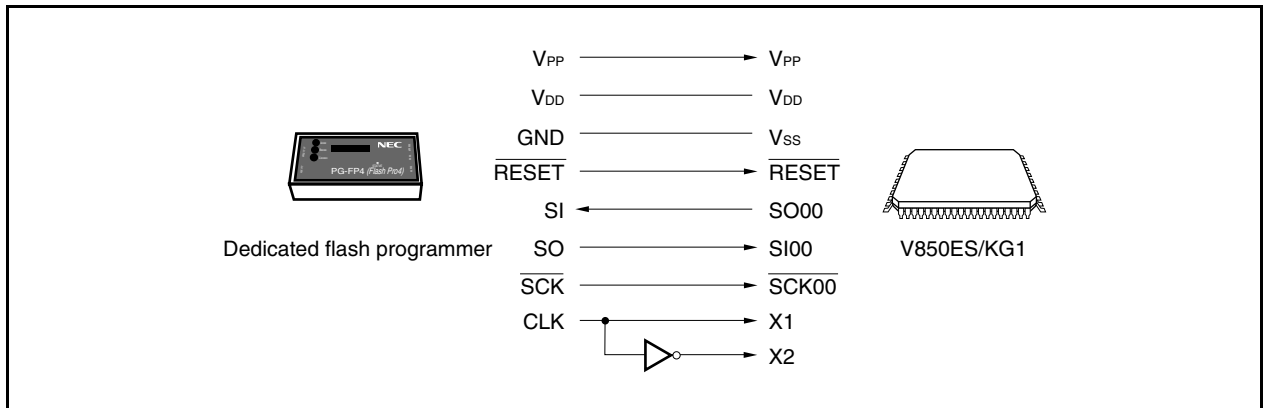 VPP VPP
VDD VDD
GND VSS
NEC
PG-FP4 (Flash Pro4)
RESET RESET
SI SO00
Dedicated flash programmer SO SI00 V850ES/KG1
SCK SCK00
CLK X1
X2